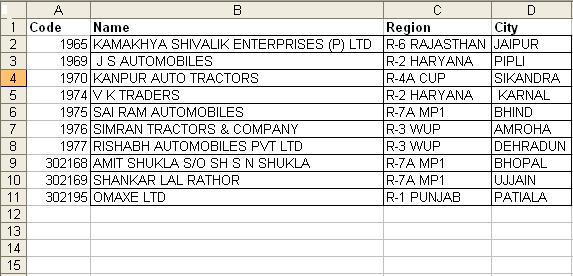 A B C D
1 Code Name Region City
2 1965 KAMAKHYA SHIVALIK ENTERPRISES (P) LTD R-6 RAJASTHAN JAIPUR
3 1969 J S AUTOMOBILES R-2 HARYANA PIPLI
4 1970 KANPUR AUTO TRACTORS R-4A CUP SIKANDRA
5 1974 V K TRADERS R-2 HARYANA KARNAL
6 1975 SAI RAM AUTOMOBILES R-7A MP1 BHIND
7 1976 SIMRAN TRACTORS & COMPANY R-3 WUP AMROHA
8 1977 RISHABH AUTOMOBILES PVT LTD R-3 WUP DEHRADUN
9 302168 AMIT SHUKLA S/O SH S N SHUKLA R-7A MP1 BHOPAL
10 302169 SHANKAR LAL RATHOR R-7A MP1 UJJAIN
11 302195 OMAXE LTD R-1 PUNJAB PATIALA
12
13
14
15